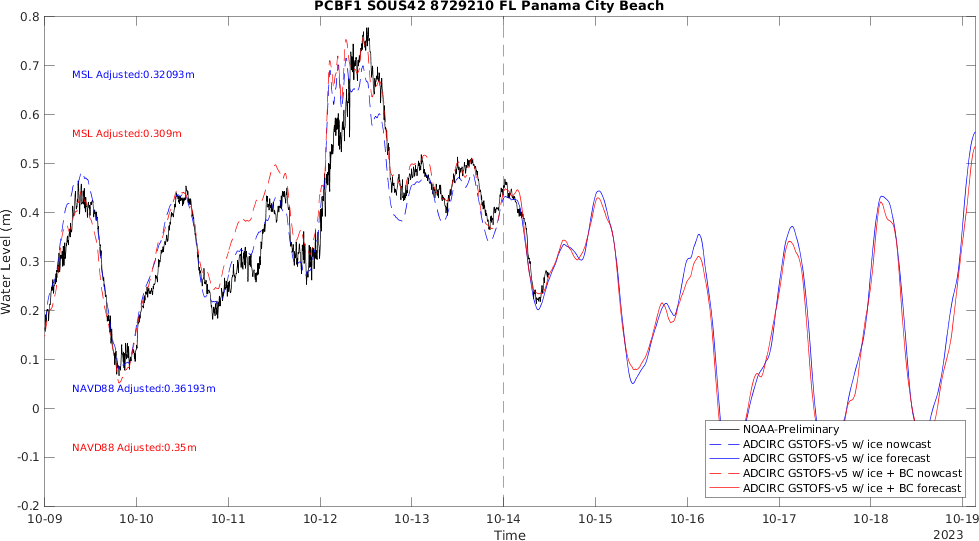 PCBF1 SOUS42 8729210 FL Panama City Beach
0.8
0.7
0.6
0.5
0.4
0.3
0.2
0.1
0
-0.1
-0.2
Water Level (m)
MSL Adjusted:0.32093m
MSL Adjusted:0.309m
NAVD88 Adjusted:0.36193m
NAVD88 Adjusted:0.35m
NOAA-Preliminary
ADCIRC GSTOFS-v5 w/ ice nowcast
ADCIRC GSTOFS-v5 w/ ice forecast
ADCIRC GSTOFS-v5 w/ ice + BC nowcast
ADCIRC GSTOFS-v5 w/ ice + BC forecast
10-09 10-10 10-11 10-12 10-13 10-14 10-15 10-16 10-17 10-18 10-19
Time
2023